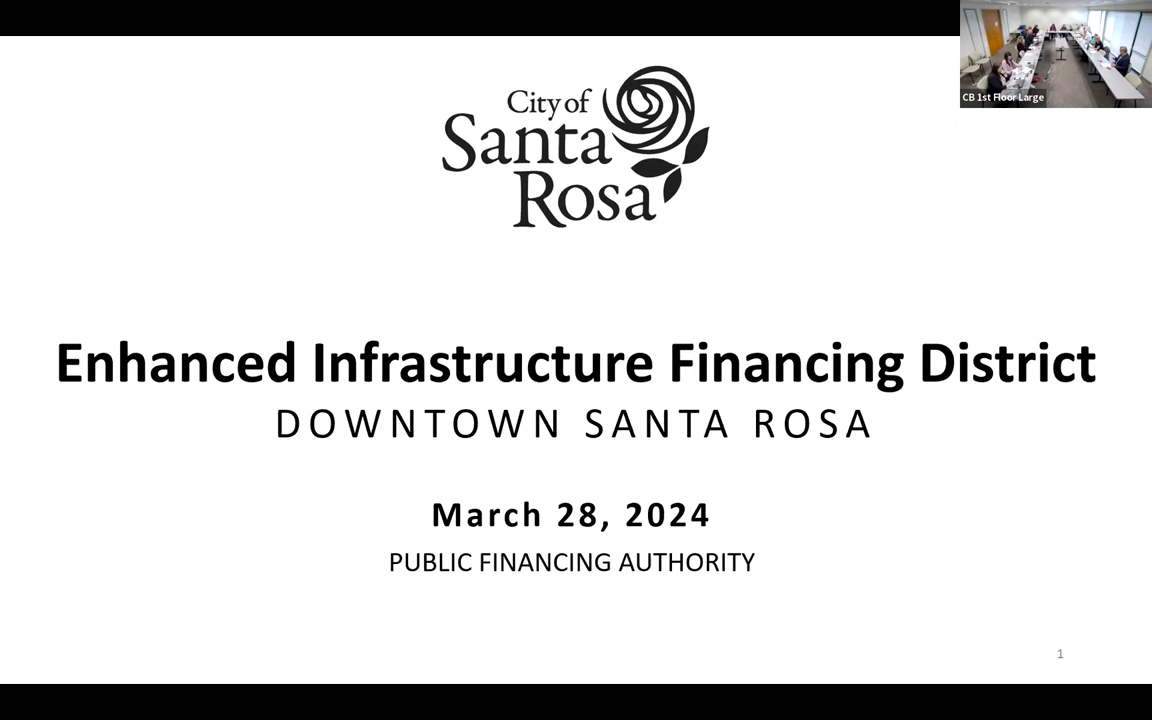 CB 1st Floor Large
City of
Santa
Rosa
Enhanced Infrastructure Financing District
DOWNTOWN SANTA ROSA
March 28, 2024
PUBLIC FINANCING AUTHORITY
1